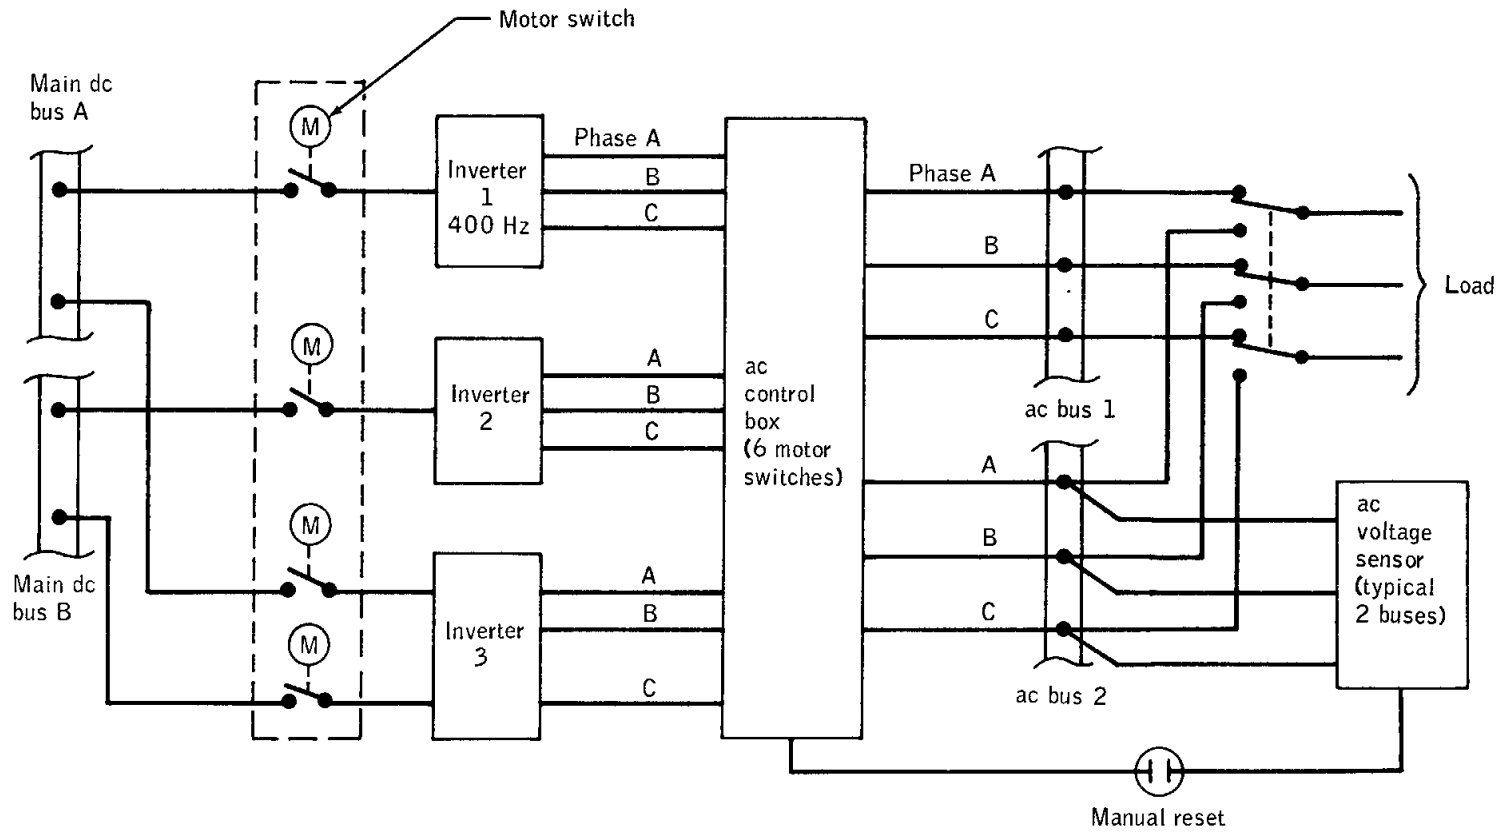 Motor switch
Main dc
bus A
M
Inverter
1
400 Hz
Phase A
B
C
M
Inverter
2
A
B
C
M
M
Main dc
bus B
Inverter
3
A
B
C
ac
control
box
(6 motor
switches)
Phase A
B
C
ac bus 1
A
B
C
ac bus 2
Load
ac
voltage
sensor
(typical
2 buses)
Manual reset